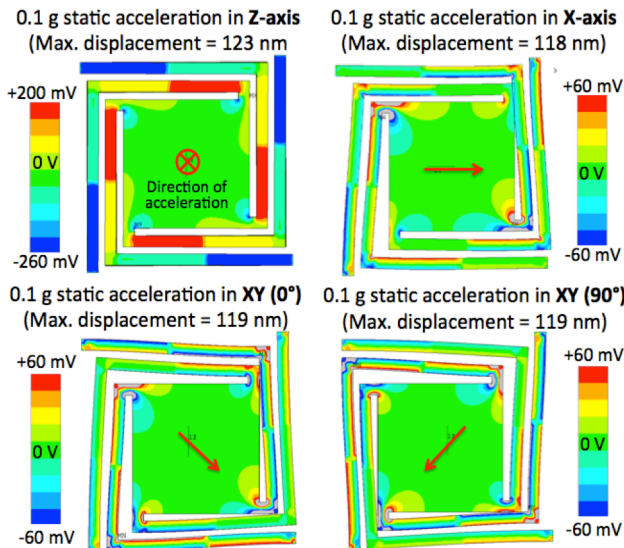 0.1 g static acceleration in Z-axis
(Max. displacement = 123 nm
0.1 g static acceleration in X-axis
(Max. displacement = 118 nm)
+200 mV
0 V
-260 mV
Direction of
acceleration
+60 mV
0 V
-60 mV
0.1 g static acceleration in XY (0°)
(Max. displacement = 119 nm)
0.1 g static acceleration in XY (90°)
(Max. displacement = 119 nm)
+60 mV
0 V
-60 mV
+60 mV
0 V
-60 mV